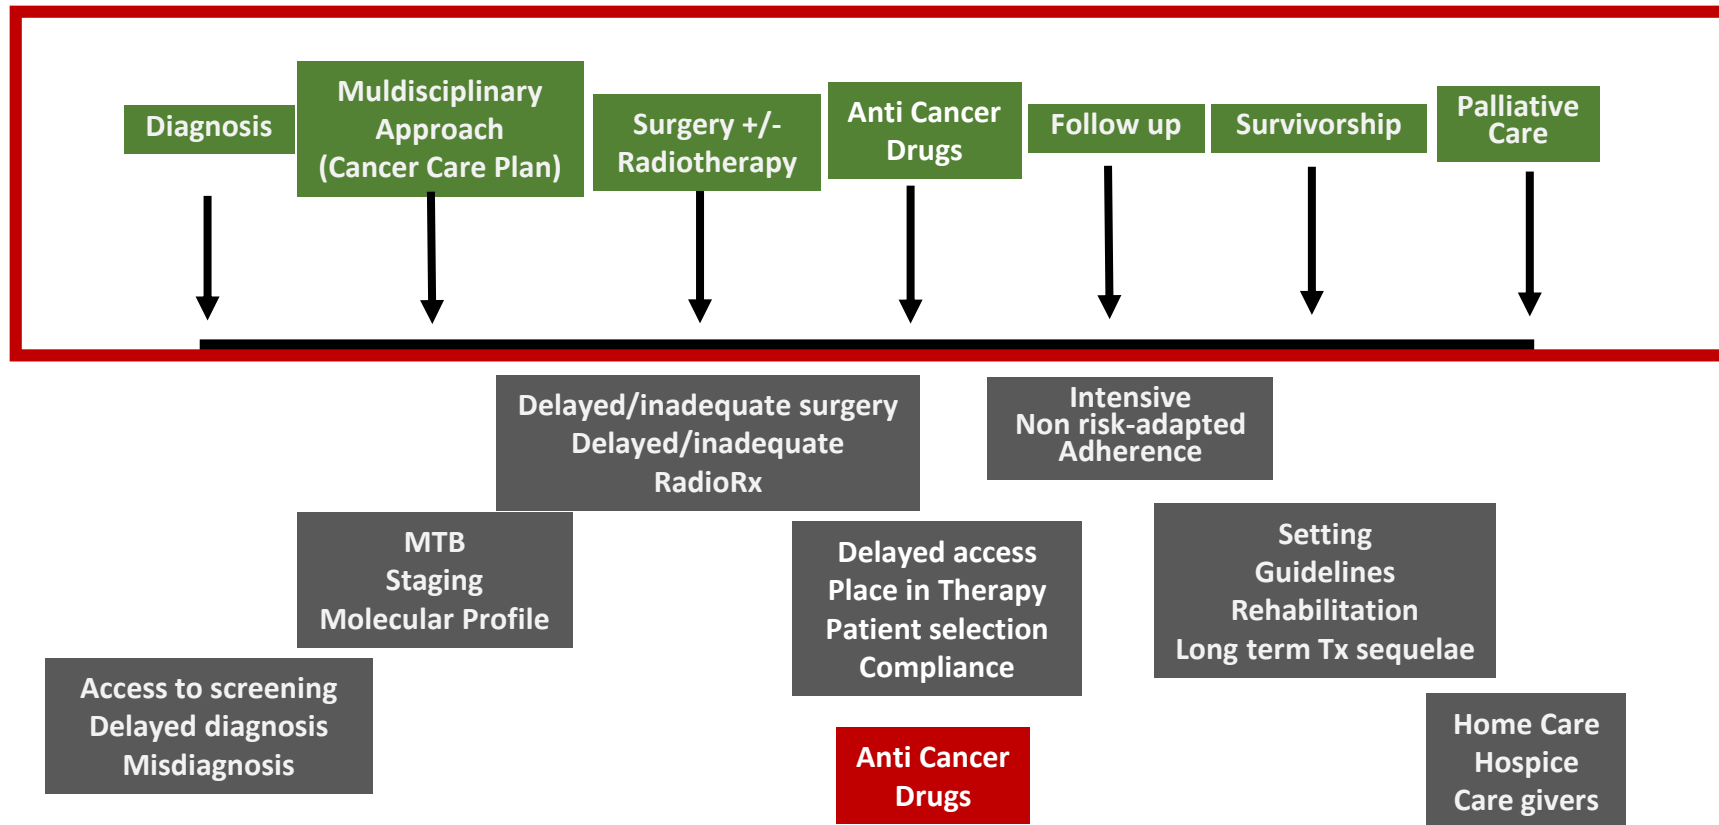 Diagnosis
Muldisciplinary
Approach
(Cancer Care Plan)
Surgery +/-
Radiotherapy
Anti Cancer
Drugs
Follow up
Survivorship
Palliative
Care
Delayed/inadequate surgery
Delayed/inadequate
RadioRx
Intensive
Non risk-adapted
Adherence
MTB
Staging
Molecular Profile
Delayed access
Place in Therapy
Patient selection
Compliance
Setting
Guidelines
Rehabilitation
Long term Tx sequelae
Access to screening
Delayed diagnosis
Misdiagnosis
Anti Cancer
Drugs
Home Care
Hospice
Care givers